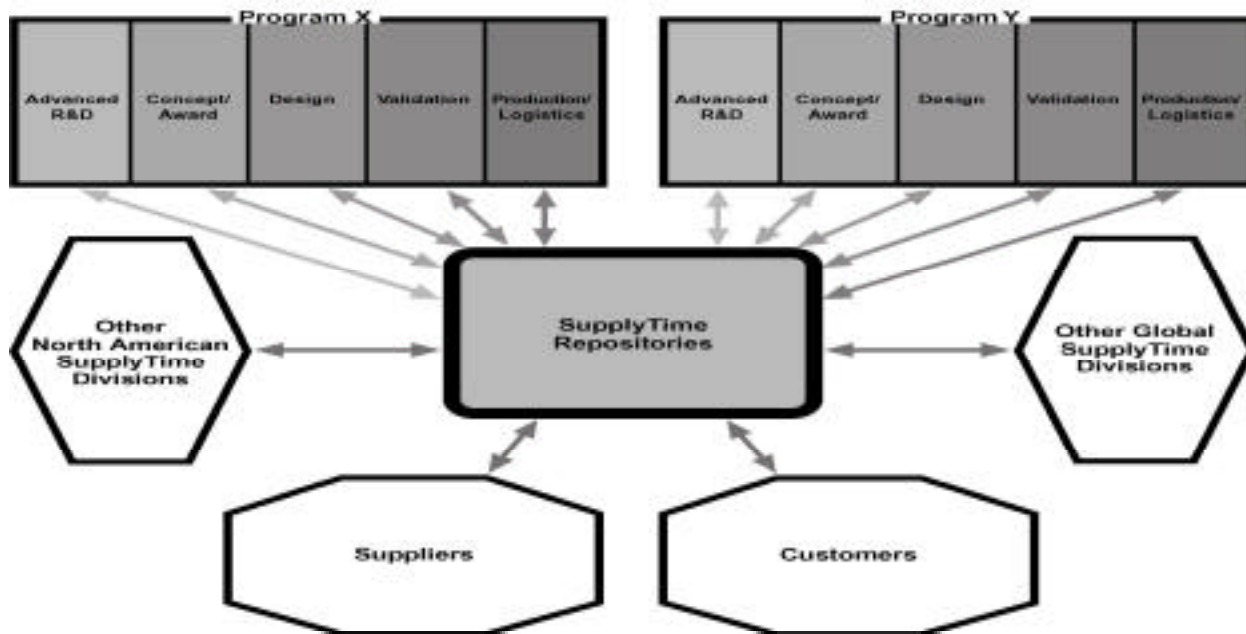 Program X
Program Y
Advanced
R&D
Concept/
Award
Design
Validation
Production/
Logistics
Advanced
R&D
Concept/
Award
Design
Validation
Production/
Logistics
Other
North American
SupplyTime
Divisions
SupplyTime
Repositories
Other Global
SupplyTime
Divisions
Suppliers
Customers